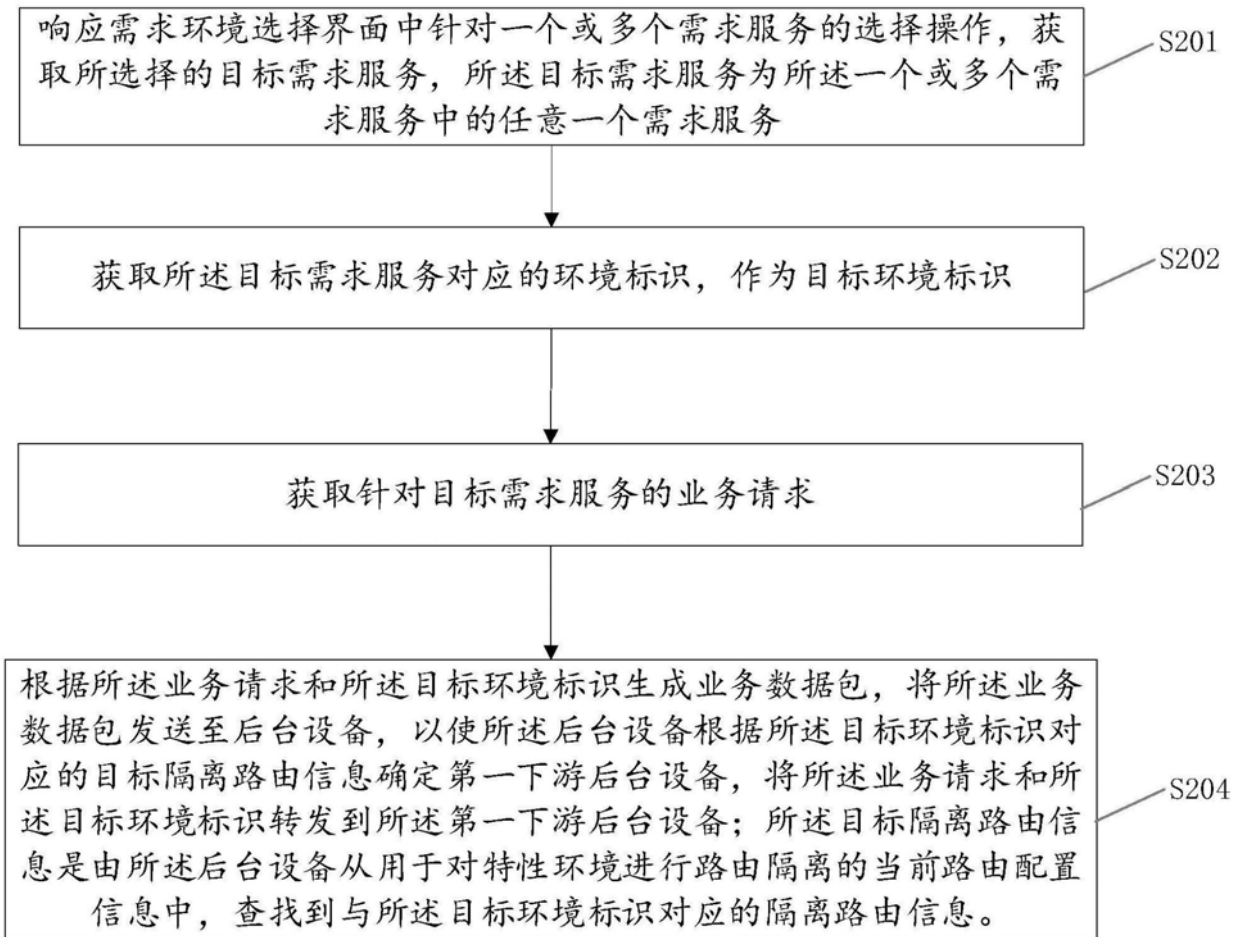 响应需求环境选择界面中针对一个或多个需求服务的选择操作，获
取所选择的目标需求服务，所述目标需求服务为所述一个或多个需
求服务中的任意一个需求服务
S201
获取所述目标需求服务对应的环境标识，作为目标环境标识
S202
获取针对目标需求服务的业务请求
S203
根据所述业务请求和所述目标环境标识生成业务数据包，将所述业务
数据包发送至后台设备，以使所述后台设备根据所述目标环境标识对
应的目标隔离路由信息确定第一下游后台设备，将所述业务请求和所
述目标环境标识转发到所述第一下游后台设备；所述目标隔离路由信
息是由所述后台设备从用于对特性环境进行路由隔离的当前路由配置
信息中，查找到与所述目标环境标识对应的隔离路由信息。
S204